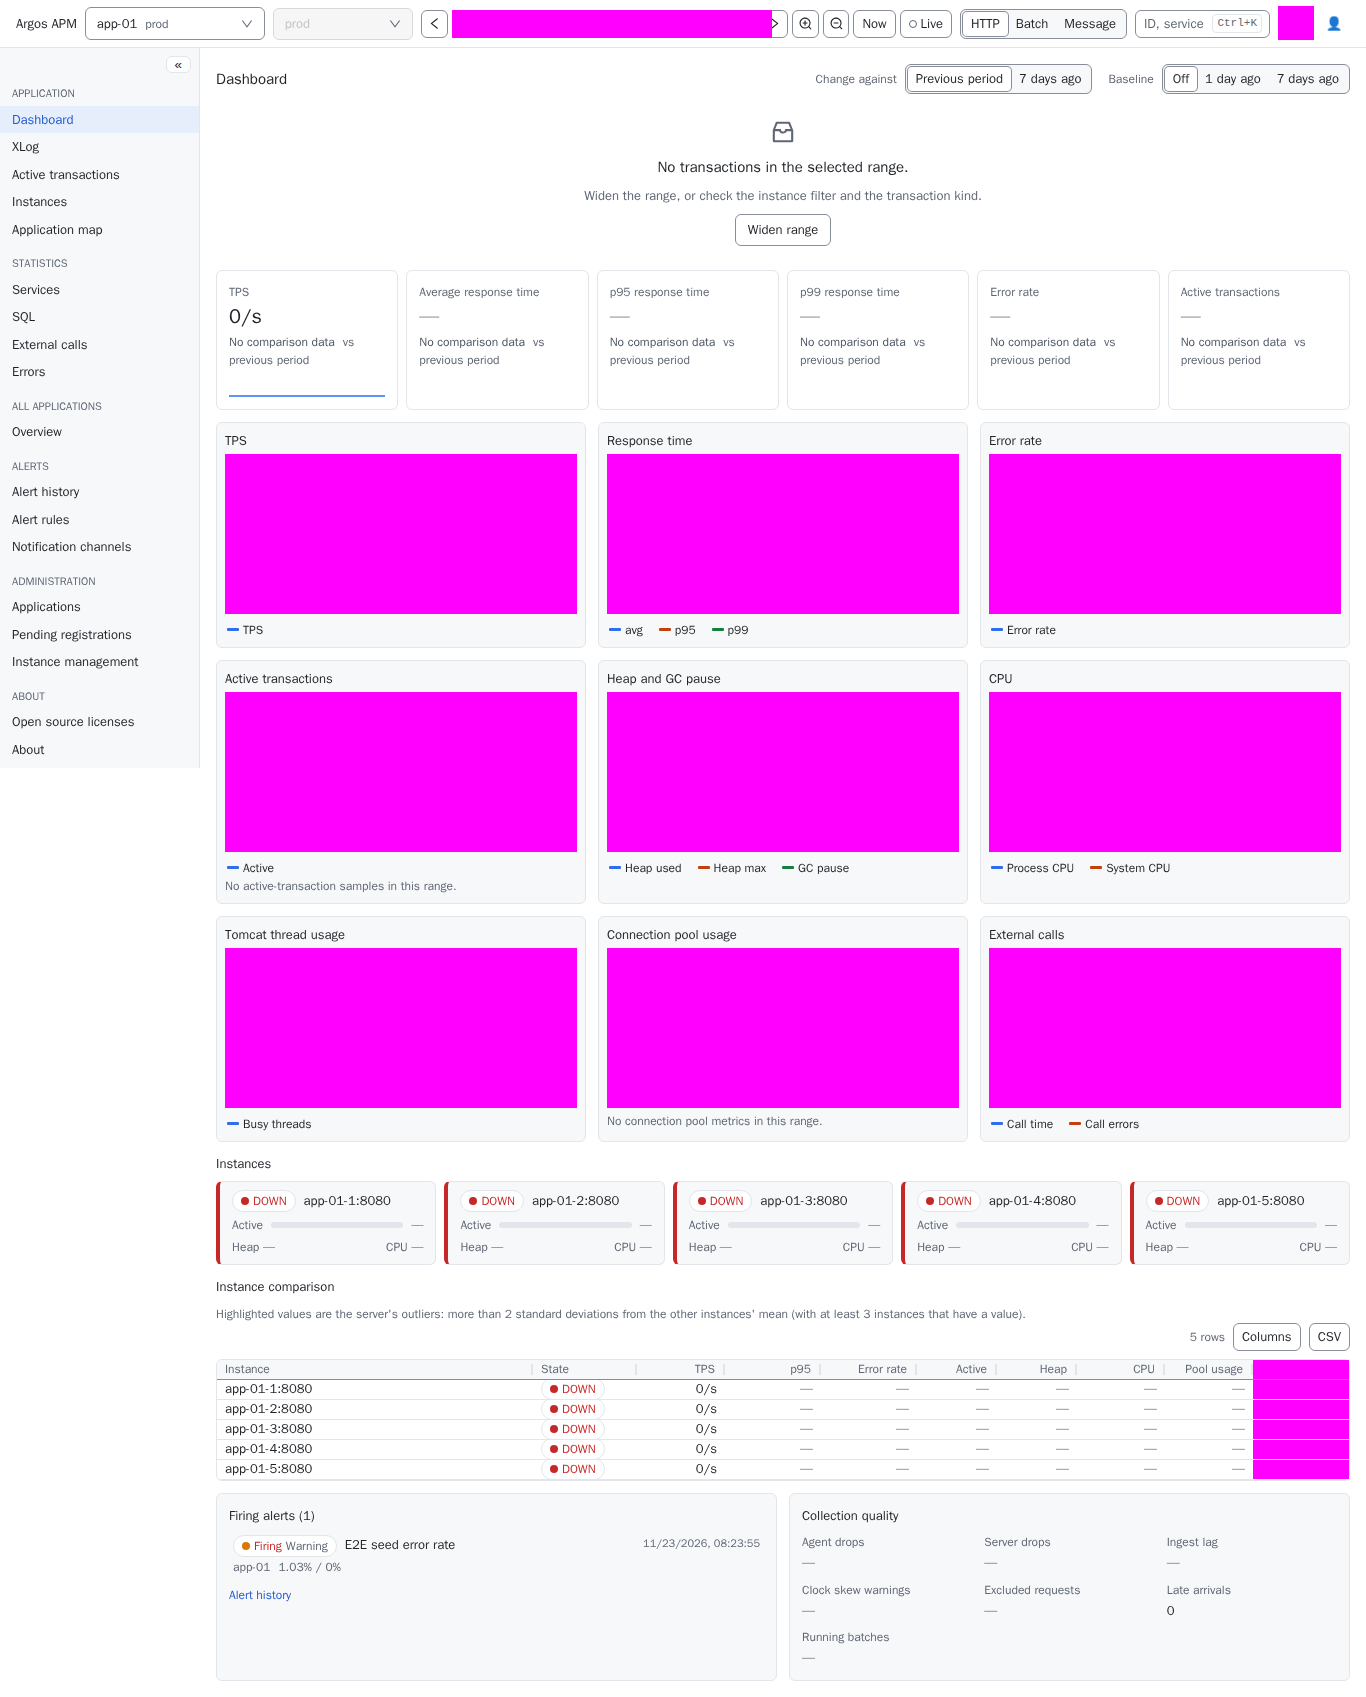 Argos APM app-01 prod prod Now Live HTTP Batch Message ID, service Ctrl+K
«
APPLICATION
Dashboard
XLog
Active transactions
Instances
Application map
STATISTICS
Services
SQL
External calls
Errors
ALL APPLICATIONS
Overview
ALERTS
Alert history
Alert rules
Notification channels
ADMINISTRATION
Applications
Pending registrations
Instance management
ABOUT
Open source licenses
About
Dashboard Change against Previous period 7 days ago Baseline Off 1 day ago 7 days ago
No transactions in the selected range.
Widen the range, or check the instance filter and the transaction kind.
Widen range
TPS
0/s
No comparison data vs
previous period
Average response time
—
No comparison data vs
previous period
p95 response time
—
No comparison data vs
previous period
p99 response time
—
No comparison data vs
previous period
Error rate
—
No comparison data vs
previous period
Active transactions
—
No comparison data vs
previous period
TPS
TPS
Response time
avg p95 p99
Error rate
Error rate
Active transactions
Active
No active-transaction samples in this range.
Heap and GC pause
Heap used Heap max GC pause
CPU
Process CPU System CPU
Tomcat thread usage
Busy threads
Connection pool usage
No connection pool metrics in this range.
External calls
Call time Call errors
Instances
DOWN app-01-1:8080
Active —
Heap — CPU —
DOWN app-01-2:8080
Active —
Heap — CPU —
DOWN app-01-3:8080
Active —
Heap — CPU —
DOWN app-01-4:8080
Active —
Heap — CPU —
DOWN app-01-5:8080
Active —
Heap — CPU —
Instance comparison
Highlighted values are the server's outliers: more than 2 standard deviations from the other instances' mean (with at least 3 instances that have a value).
5 rows Columns CSV
Instance State TPS p95 Error rate Active Heap CPU Pool usage
app-01-1:8080 DOWN 0/s — — — — — —
app-01-2:8080 DOWN 0/s — — — — — —
app-01-3:8080 DOWN 0/s — — — — — —
app-01-4:8080 DOWN 0/s — — — — — —
app-01-5:8080 DOWN 0/s — — — — — —
Firing alerts (1)
Firing Warning E2E seed error rate 11/23/2026, 08:23:55
app-01 1.03% / 0%
Alert history
Collection quality
Agent drops Server drops Ingest lag
— — —
Clock skew warnings Excluded requests Late arrivals
— — 0
Running batches
—